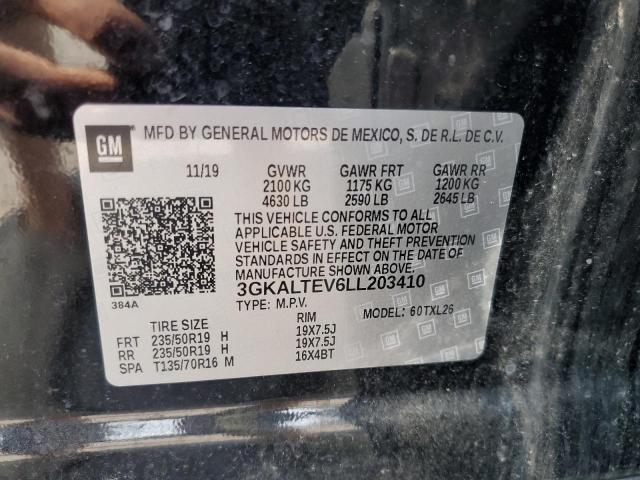 GM
MFD BY GENERAL MOTORS DE MEXICO, S. DE R.L. DE C.V.
11/19 GVWR GAWR FRT GAWR RR
2100 KG 1175 KG 1200 KG
4630 LB 2590 LB 2645 LB
THIS VEHICLE CONFORMS TO ALL
APPLICABLE U.S. FEDERAL MOTOR
VEHICLE SAFETY AND THEFT PREVENTION
STANDARDS IN EFFECT ON THE DATE OF
MANUFACTURE SHOWN ABOVE.
384A
3GKALTEV6LL203410
TYPE: M.P.V. MODEL: 60TXL26
TIRE SIZE RIM
FRT 235/50R19 H 19X7.5J
RR 235/50R19 H 19X7.5J
SPA T135/70R16 M 16X4BT